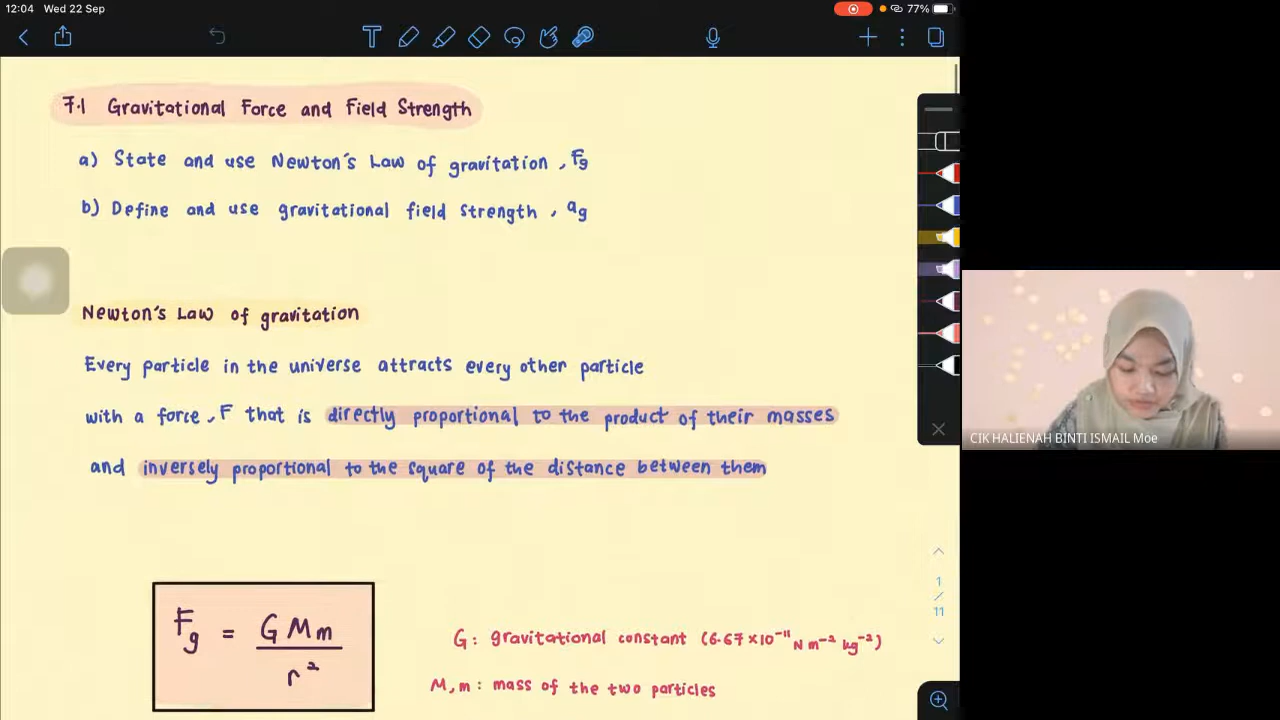 12:04 Wed 22 Sep
77%
7.1 Gravitational Force and Field Strength
a) State and use Newton's Law of gravitation, Fg
b) Define and use gravitational field strength, ag
Newton's Law of gravitation
Every particle in the universe attracts every other particle
with a force, F that is directly proportional to the product of their masses
and inversely proportional to the square of the distance between them
Fg = GMm / r²
G: gravitational constant (6.67 × 10⁻¹¹ N m⁻² kg⁻²)
M, m: mass of the two particles
1
/
11
CIK HALIENAH BINTI ISMAIL Moe